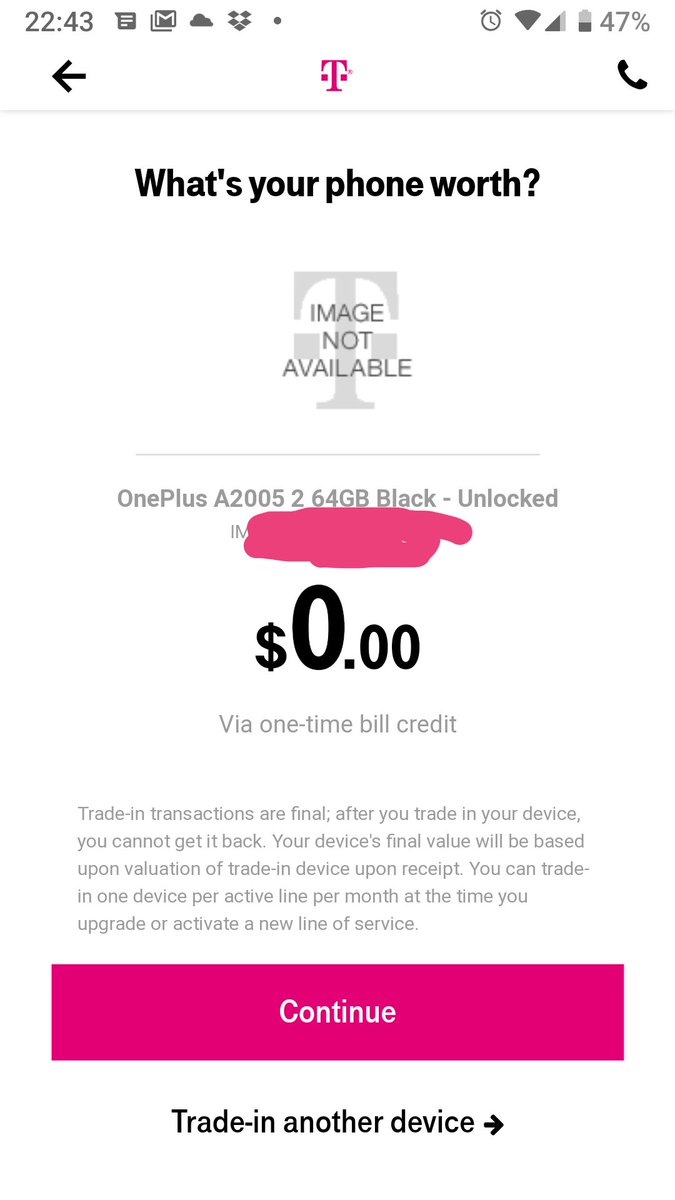 22:43
47%
T
What's your phone worth?
IMAGE
NOT
AVAILABLE
OnePlus A2005 2 64GB Black - Unlocked
$0.00
Via one-time bill credit
Trade-in transactions are final; after you trade in your device,
you cannot get it back. Your device's final value will be based
upon valuation of trade-in device upon receipt. You can trade-
in one device per active line per month at the time you
upgrade or activate a new line of service.
Continue
Trade-in another device →